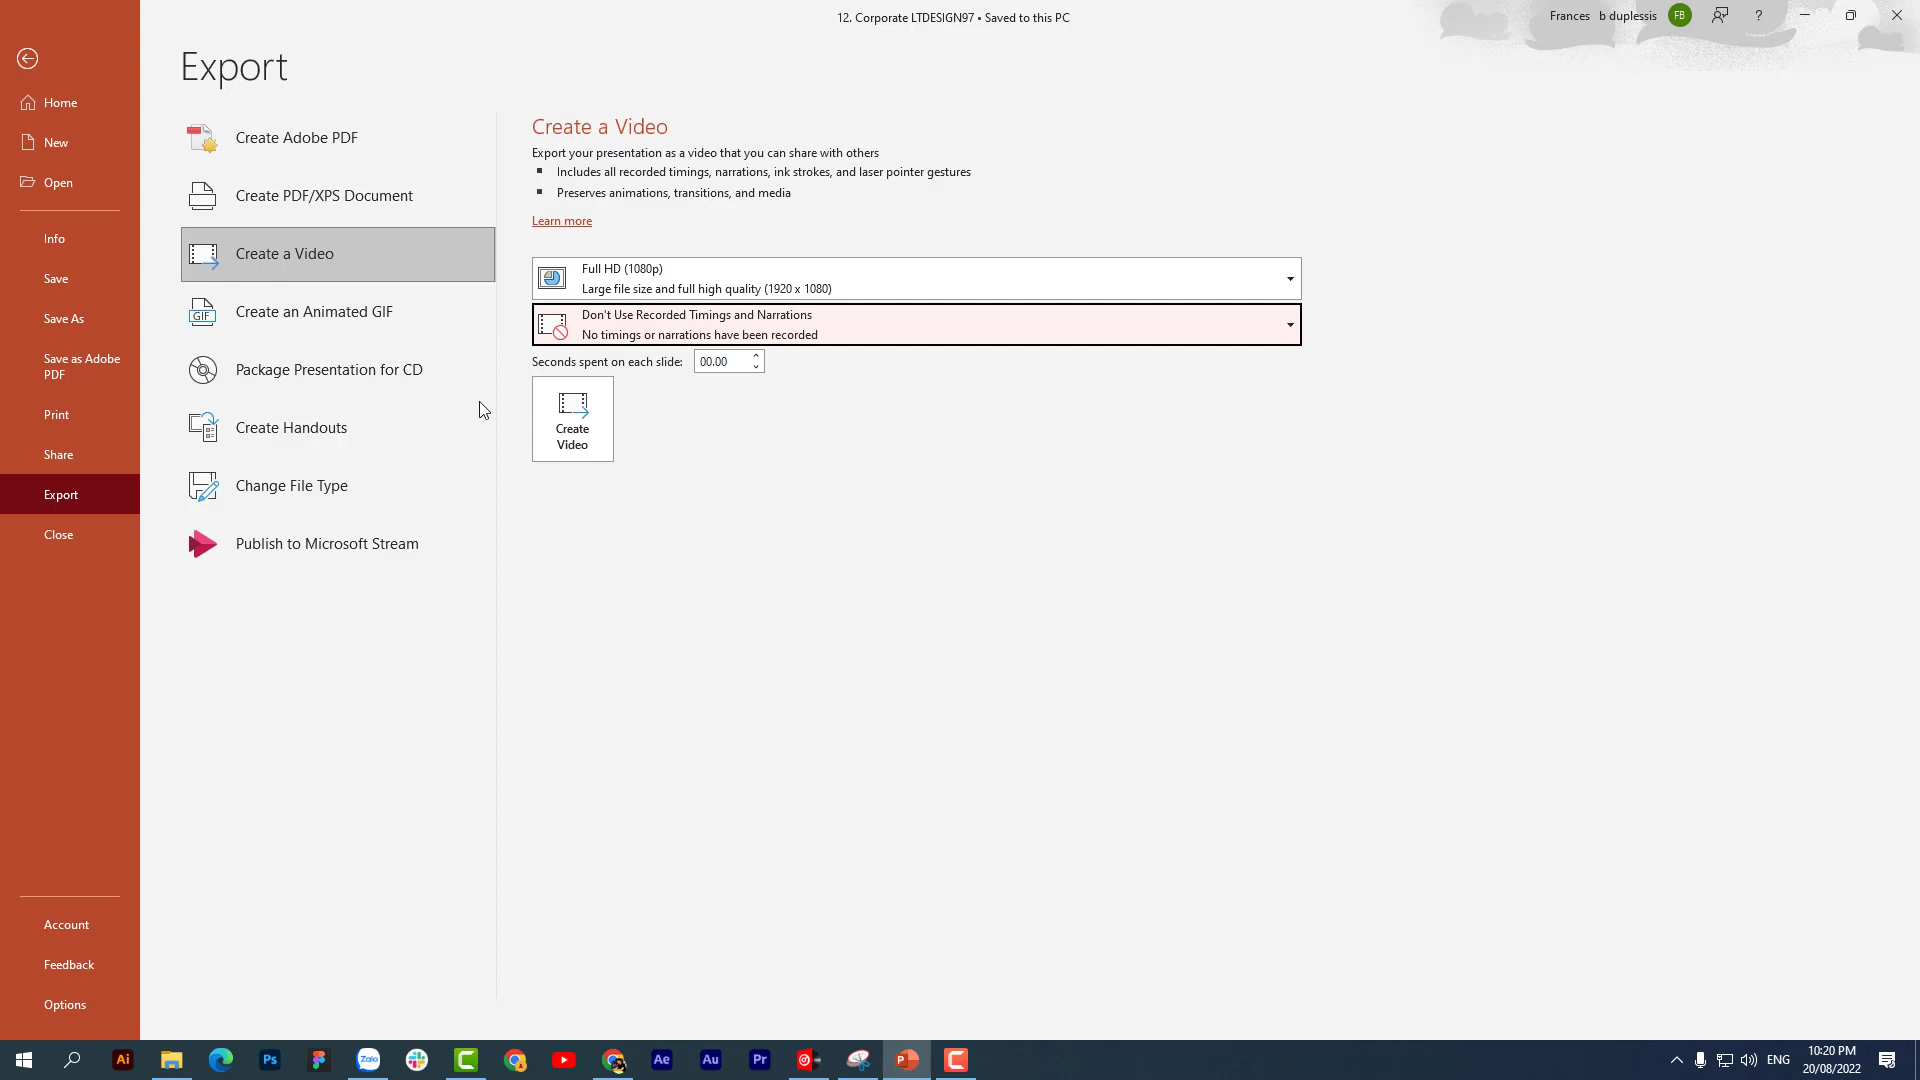 12. Corporate LTDESIGN97 • Saved to this PC
Frances b duplessis FB ?
Export
Home
New
Open
Info
Save
Save As
Save as Adobe
PDF
Print
Share
Export
Close
Account
Feedback
Options
Create Adobe PDF
Create PDF/XPS Document
Create a Video
GIF Create an Animated GIF
Package Presentation for CD
Create Handouts
Change File Type
Publish to Microsoft Stream
Create a Video
Export your presentation as a video that you can share with others
Includes all recorded timings, narrations, ink strokes, and laser pointer gestures
Preserves animations, transitions, and media
Learn more
Full HD (1080p)
Large file size and full high quality (1920 x 1080)
Don't Use Recorded Timings and Narrations
No timings or narrations have been recorded
Seconds spent on each slide: 00.00
Create
Video
Ai Ps Zalo C Ae Au Pr P C
ENG
10:20 PM
20/08/2022